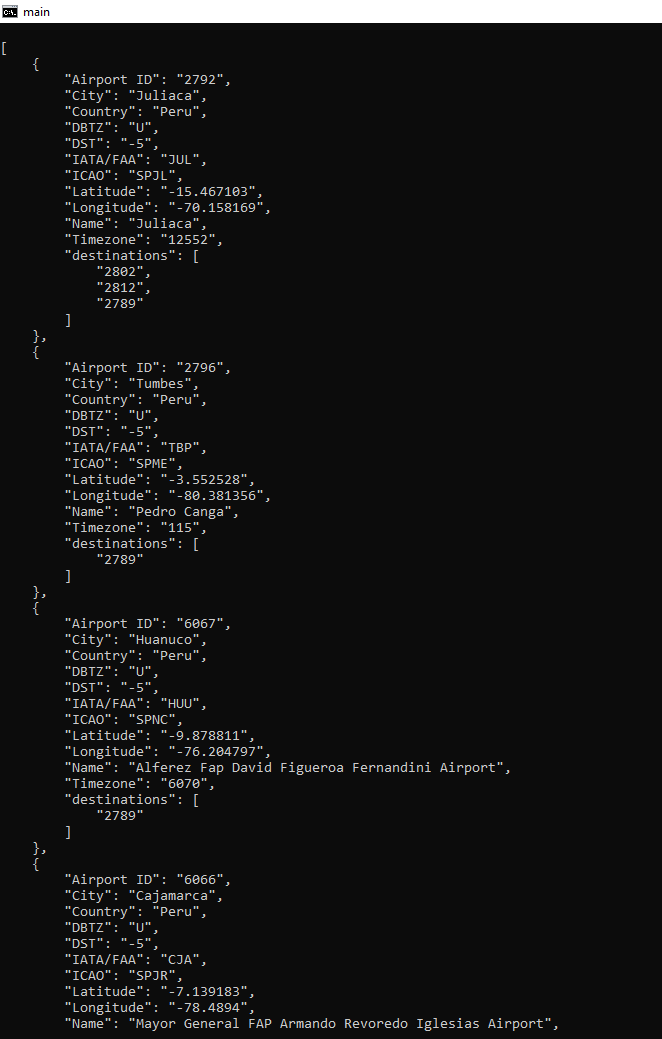 main
[
    {
        "Airport ID": "2792",
        "City": "Juliaca",
        "Country": "Peru",
        "DBTZ": "U",
        "DST": "-5",
        "IATA/FAA": "JUL",
        "ICAO": "SPJL",
        "Latitude": "-15.467103",
        "Longitude": "-70.158169",
        "Name": "Juliaca",
        "Timezone": "12552",
        "destinations": [
            "2802",
            "2812",
            "2789"
        ]
    },
    {
        "Airport ID": "2796",
        "City": "Tumbes",
        "Country": "Peru",
        "DBTZ": "U",
        "DST": "-5",
        "IATA/FAA": "TBP",
        "ICAO": "SPME",
        "Latitude": "-3.552528",
        "Longitude": "-80.381356",
        "Name": "Pedro Canga",
        "Timezone": "115",
        "destinations": [
            "2789"
        ]
    },
    {
        "Airport ID": "6067",
        "City": "Huanuco",
        "Country": "Peru",
        "DBTZ": "U",
        "DST": "-5",
        "IATA/FAA": "HUU",
        "ICAO": "SPNC",
        "Latitude": "-9.878811",
        "Longitude": "-76.204797",
        "Name": "Alferez Fap David Figueroa Fernandini Airport",
        "Timezone": "6070",
        "destinations": [
            "2789"
        ]
    },
    {
        "Airport ID": "6066",
        "City": "Cajamarca",
        "Country": "Peru",
        "DBTZ": "U",
        "DST": "-5",
        "IATA/FAA": "CJA",
        "ICAO": "SPJR",
        "Latitude": "-7.139183",
        "Longitude": "-78.4894",
        "Name": "Mayor General FAP Armando Revoredo Iglesias Airport",